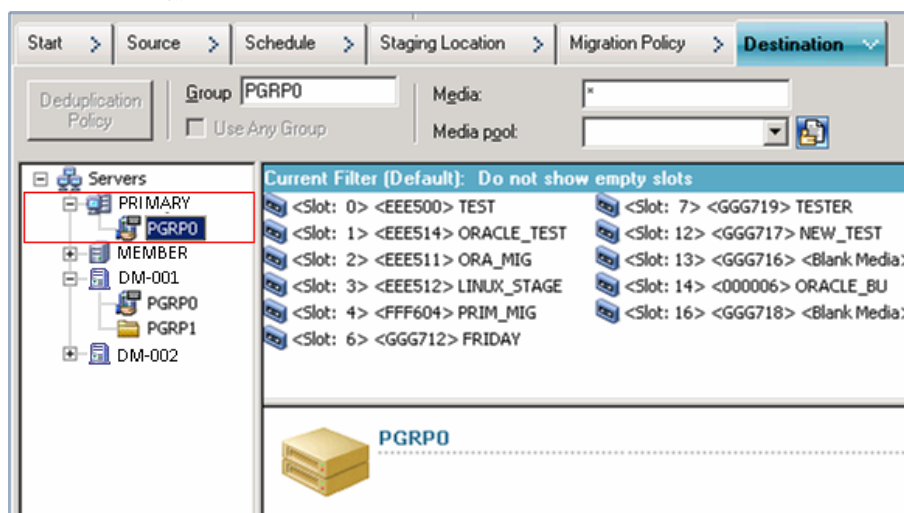 Start > Source > Schedule > Staging Location > Migration Policy > Destination
Deduplication Policy
Group PGRP0
Use Any Group
Media: *
Media pool:
Servers
PRIMARY
PGRP0
MEMBER
DM-001
PGRP0
PGRP1
DM-002
Current Filter (Default): Do not show empty slots
<Slot: 0> <EEE500> TEST
<Slot: 1> <EEE514> ORACLE_TEST
<Slot: 2> <EEE511> ORA_MIG
<Slot: 3> <EEE512> LINUX_STAGE
<Slot: 4> <FFF604> PRIM_MIG
<Slot: 6> <GGG712> FRIDAY
<Slot: 7> <GGG719> TESTER
<Slot: 12> <GGG717> NEW_TEST
<Slot: 13> <GGG716> <Blank Media>
<Slot: 14> <000006> ORACLE_BU
<Slot: 16> <GGG718> <Blank Media>
PGRP0